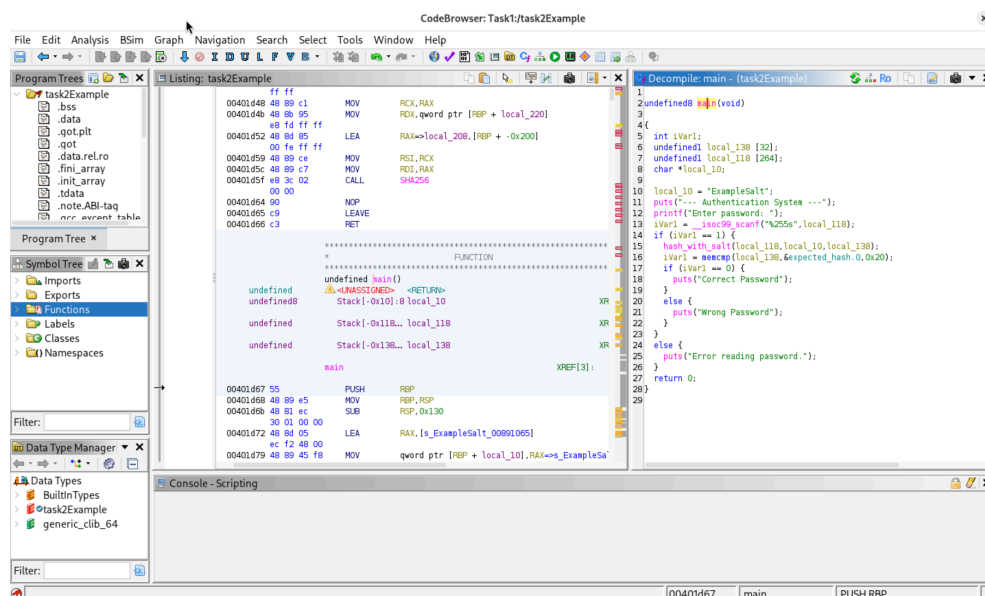 CodeBrowser: Task1:/task2Example
File Edit Analysis BSim Graph Navigation Search Select Tools Window Help
I D U L F V B
Program Trees
task2Example
.bss
.data
.got.plt
.got
.data.rel.ro
.fini_array
.init_array
.tdata
.note.ABI-tag
.gcc_except_table
Program Tree ×
Symbol Tree
Imports
Exports
Functions
Labels
Classes
Namespaces
Filter:
Data Type Manager
Data Types
BuiltInTypes
task2Example
generic_clib_64
Filter:
Listing: task2Example
ff ff
00401d48 48 89 c1 MOV RCX,RAX
00401d4b 48 8b 95 MOV RDX,qword ptr [RBP + local_220]
e8 fd ff ff
00401d52 48 8d 85 LEA RAX=>local_208,[RBP + -0x200]
00 fe ff ff
00401d59 48 89 ce MOV RSI,RCX
00401d5c 48 89 c7 MOV RDI,RAX
00401d5f e8 3c 02 CALL SHA256
00 00
00401d64 90 NOP
00401d65 c9 LEAVE
00401d66 c3 RET
* FUNCTION
undefined main()
undefined <UNASSIGNED> <RETURN>
undefined8 Stack[-0x10]:8 local_10 XR
undefined Stack[-0x118... local_118 XR
undefined Stack[-0x138... local_138 XR
main XREF[3]:
00401d67 55 PUSH RBP
00401d68 48 89 e5 MOV RBP,RSP
00401d6b 48 81 ec SUB RSP,0x130
30 01 00 00
00401d72 48 8d 05 LEA RAX,[s_ExampleSalt_00891065]
ec f2 48 00
00401d79 48 89 45 f8 MOV qword ptr [RBP + local_10],RAX=>s_ExampleSa
Decompile: main - (task2Example)
Ro
1
2 undefined8 main(void)
3
4 {
5 int iVar1;
6 undefined1 local_138 [32];
7 undefined1 local_118 [264];
8 char *local_10;
9
10 local_10 = "ExampleSalt";
11 puts("--- Authentication System ---");
12 printf("Enter password: ");
13 iVar1 = __isoc99_scanf("%255s",local_118);
14 if (iVar1 == 1) {
15 hash_with_salt(local_118,local_10,local_138);
16 iVar1 = memcmp(local_138,&expected_hash.0,0x20);
17 if (iVar1 == 0) {
18 puts("Correct Password");
19 }
20 else {
21 puts("Wrong Password");
22 }
23 }
24 else {
25 puts("Error reading password.");
26 }
27 return 0;
28 }
29
Console - Scripting
00401d67 main PUSH RBP